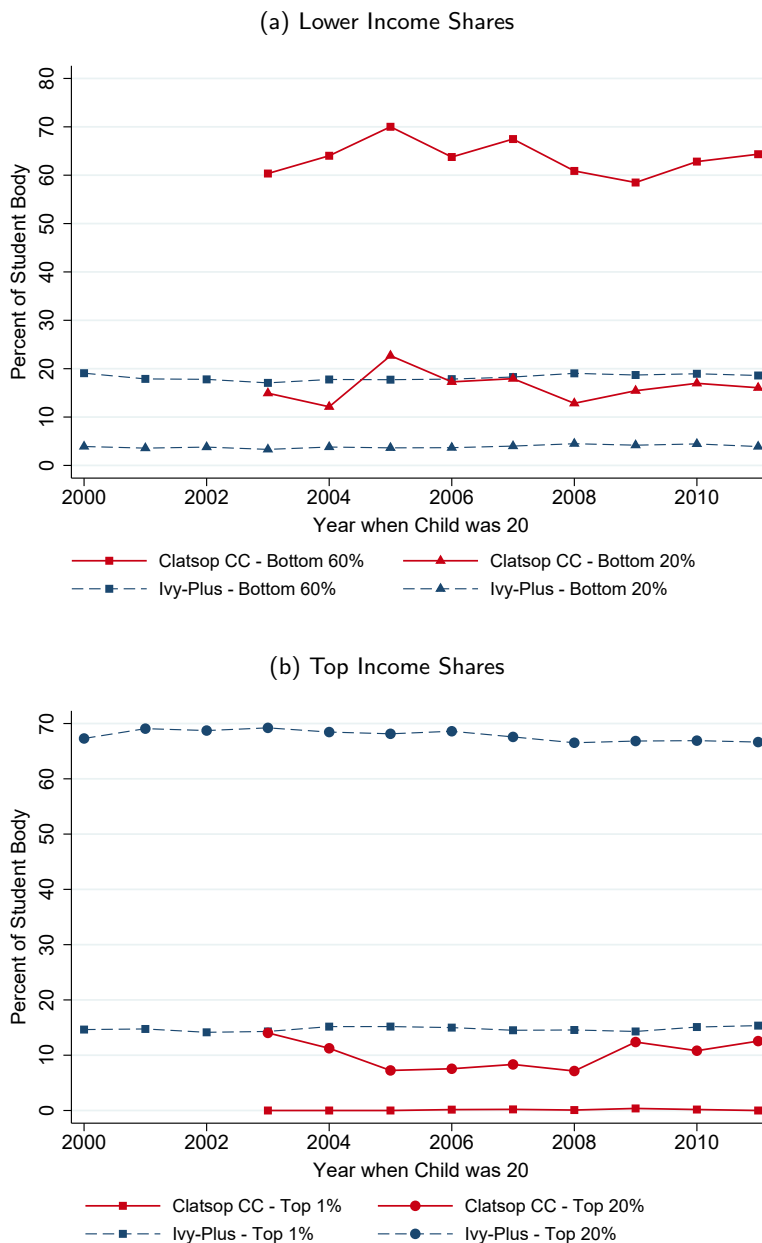 (a) Lower Income Shares
80
70
60
50
40
30
20
10
0
Percent of Student Body
2000 2002 2004 2006 2008 2010
Year when Child was 20
Clatsop CC - Bottom 60% Clatsop CC - Bottom 20%
Ivy-Plus - Bottom 60% Ivy-Plus - Bottom 20%
(b) Top Income Shares
70
60
50
40
30
20
10
0
Percent of Student Body
2000 2002 2004 2006 2008 2010
Year when Child was 20
Clatsop CC - Top 1% Clatsop CC - Top 20%
Ivy-Plus - Top 1% Ivy-Plus - Top 20%